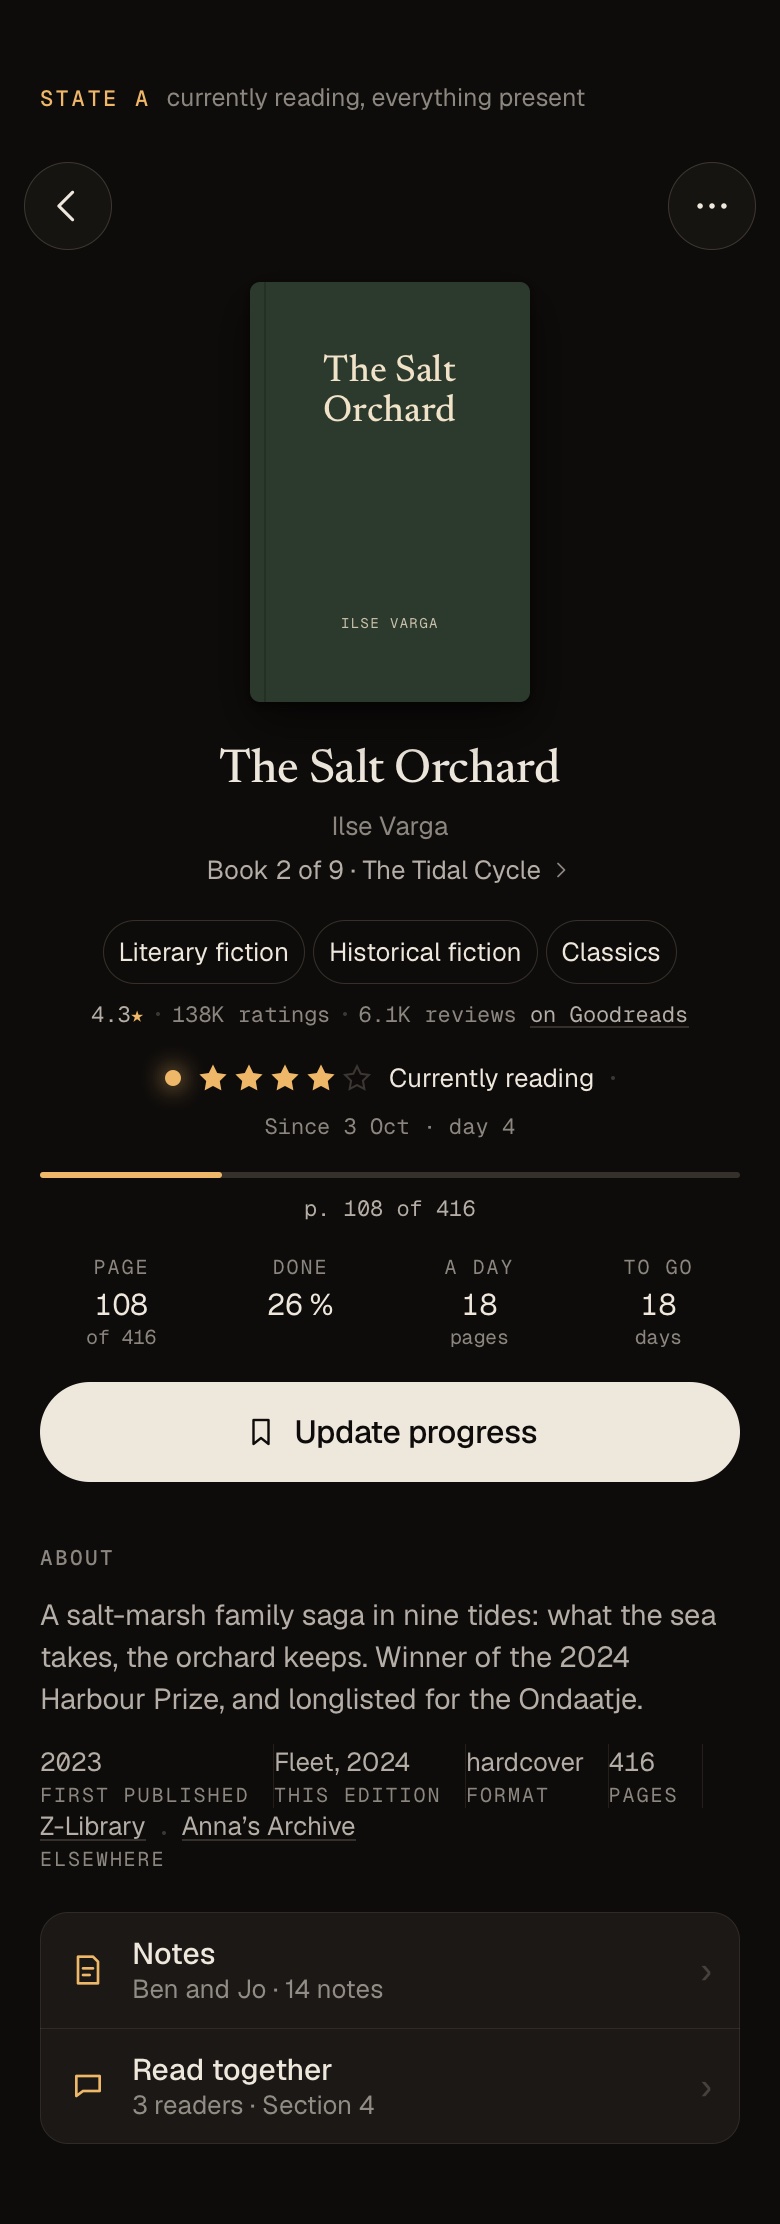 STATE A currently reading, everything present
The Salt
Orchard
ILSE VARGA
The Salt Orchard
Ilse Varga
Book 2 of 9 · The Tidal Cycle
Literary fiction Historical fiction Classics
4.3★ · 138K ratings · 6.1K reviews on Goodreads
Currently reading ·
Since 3 Oct · day 4
p. 108 of 416
PAGE DONE A DAY TO GO
108 26 % 18 18
of 416 pages days
Update progress
ABOUT
A salt-marsh family saga in nine tides: what the sea
takes, the orchard keeps. Winner of the 2024
Harbour Prize, and longlisted for the Ondaatje.
2023 Fleet, 2024 hardcover 416
FIRST PUBLISHED THIS EDITION FORMAT PAGES
Z-Library · Anna’s Archive
ELSEWHERE
Notes
Ben and Jo · 14 notes
Read together
3 readers · Section 4